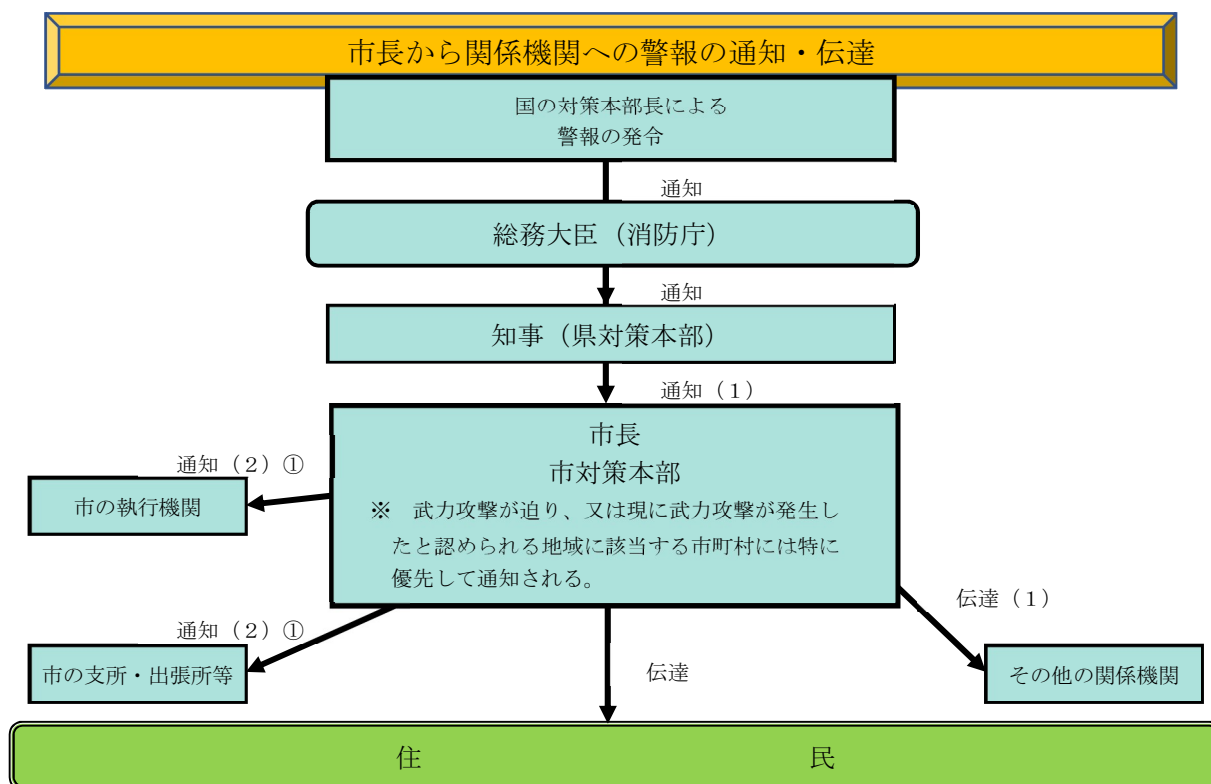 市長から関係機関への警報の通知・伝達
国の対策本部長による
警報の発令
通知
総務大臣（消防庁）
通知
知事（県対策本部）
通知（１）
市長
市対策本部
※　武力攻撃が迫り、又は現に武力攻撃が発生し
たと認められる地域に該当する市町村には特に
優先して通知される。
通知（２）①
市の執行機関
通知（２）①
市の支所・出張所等
伝達
伝達（１）
その他の関係機関
住　民